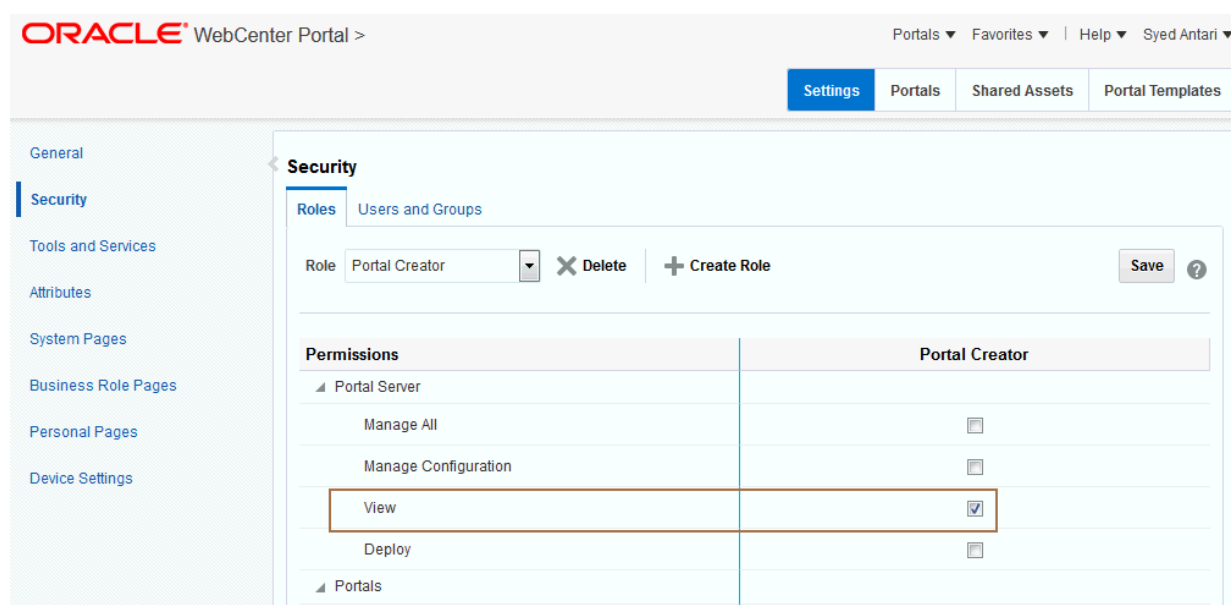 ORACLE® WebCenter Portal >
Portals Favorites Help Syed Antari
Settings Portals Shared Assets Portal Templates
General
Security
Tools and Services
Attributes
System Pages
Business Role Pages
Personal Pages
Device Settings
Security
Roles Users and Groups
Role Portal Creator Delete Create Role Save ?
Permissions Portal Creator
Portal Server
Manage All
Manage Configuration
View
Deploy
Portals